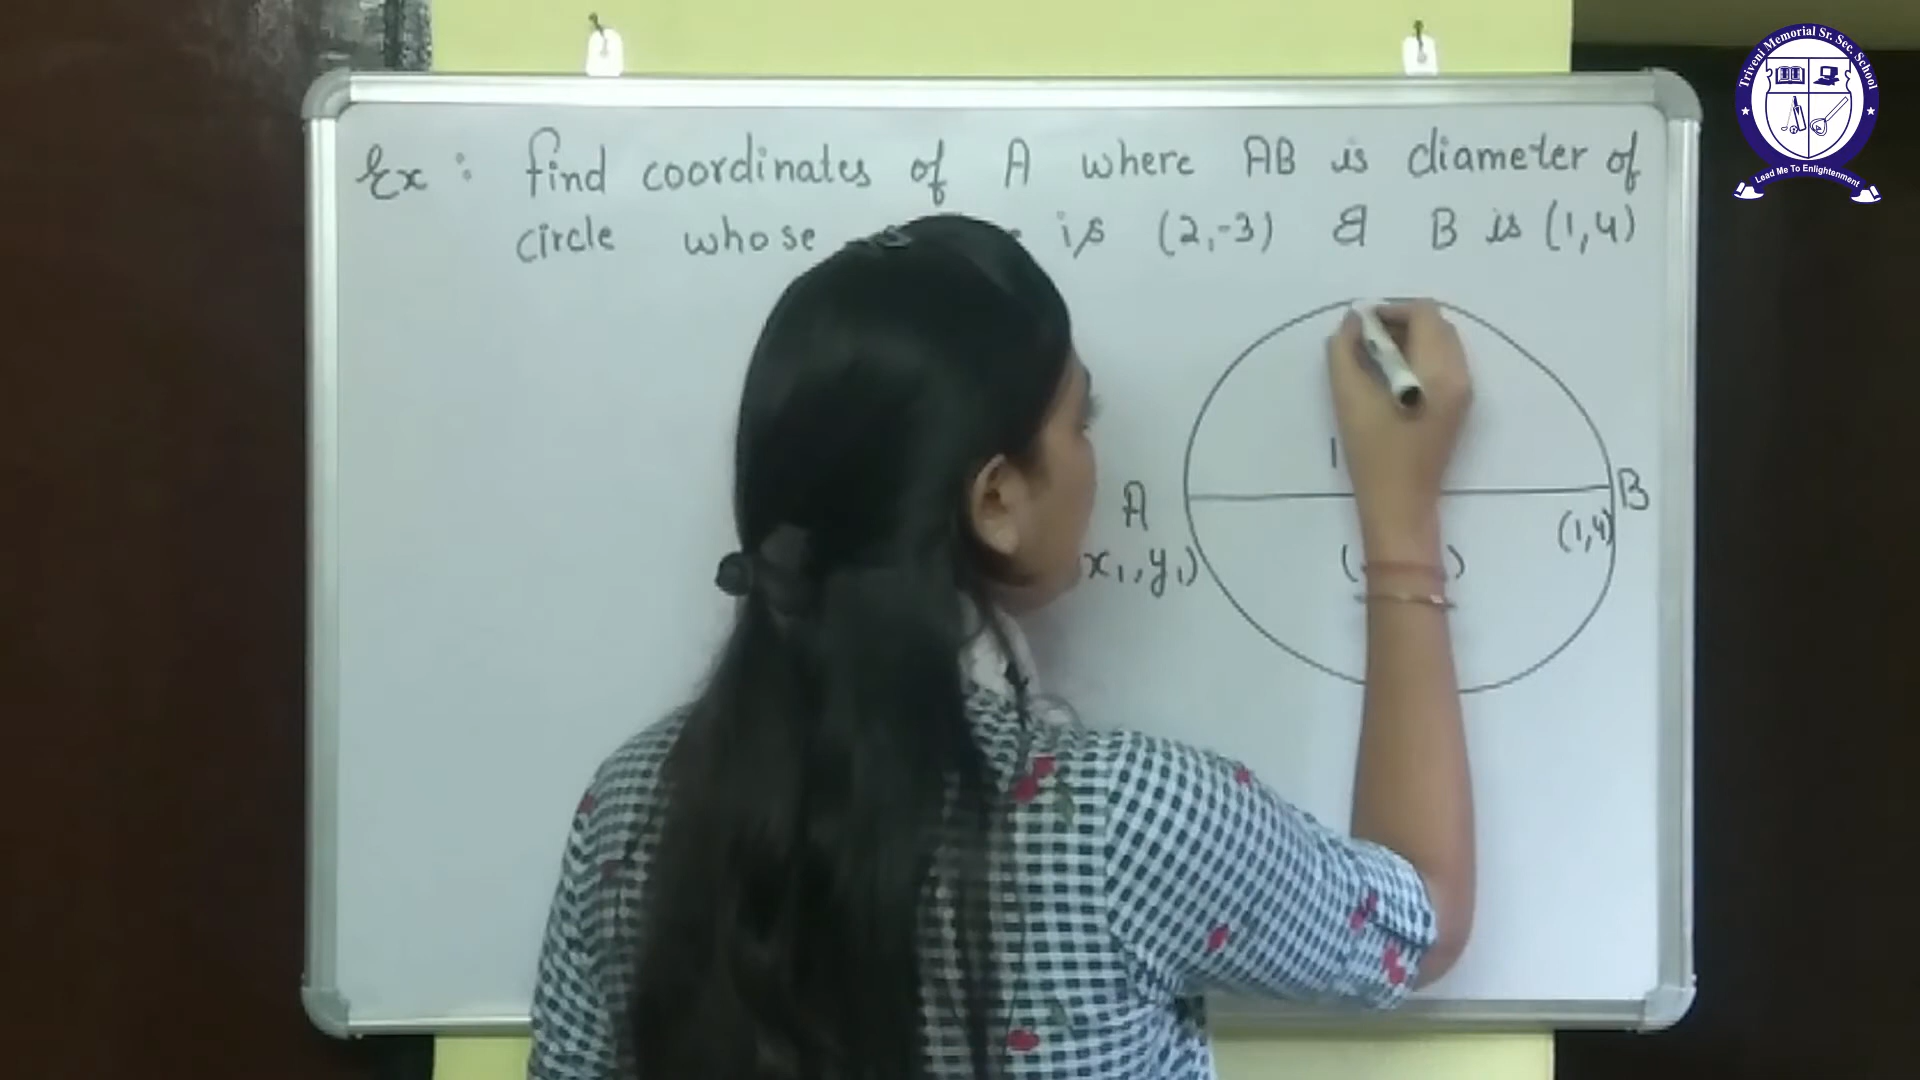 Ex : find coordinates of A where AB is diameter of
circle whose is (2,-3) & B is (1,4)
A
x₁, y₁)
B
(1,4)
( )
Triveni Memorial Sr. Sec. School
Lead Me To Enlightenment